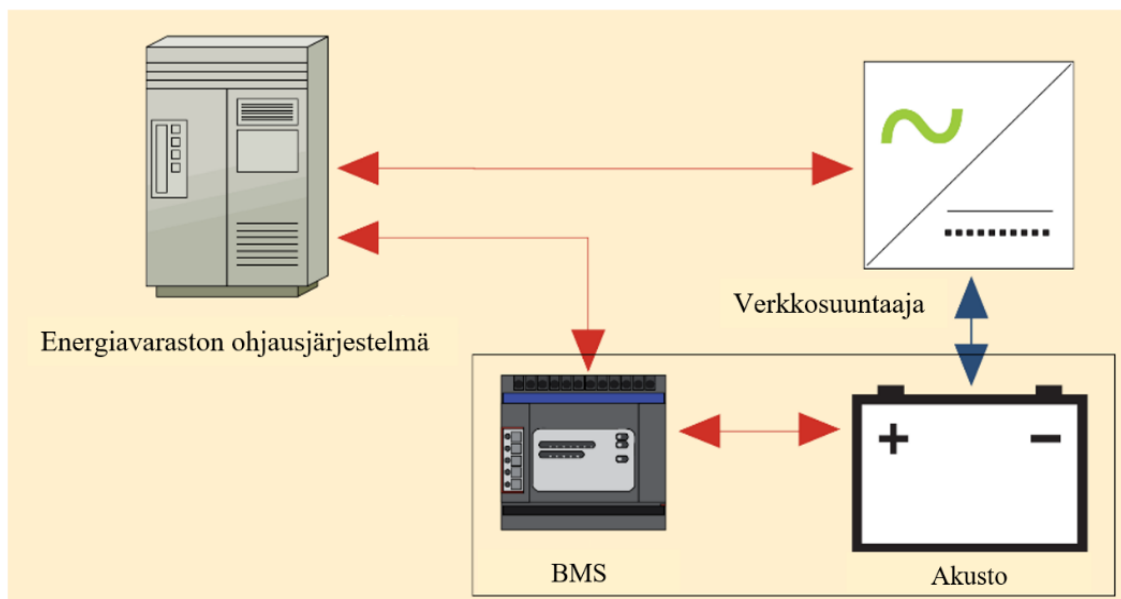 Verkkosuuntaaja
Energiavaraston ohjausjärjestelmä
+ −
BMS
Akusto